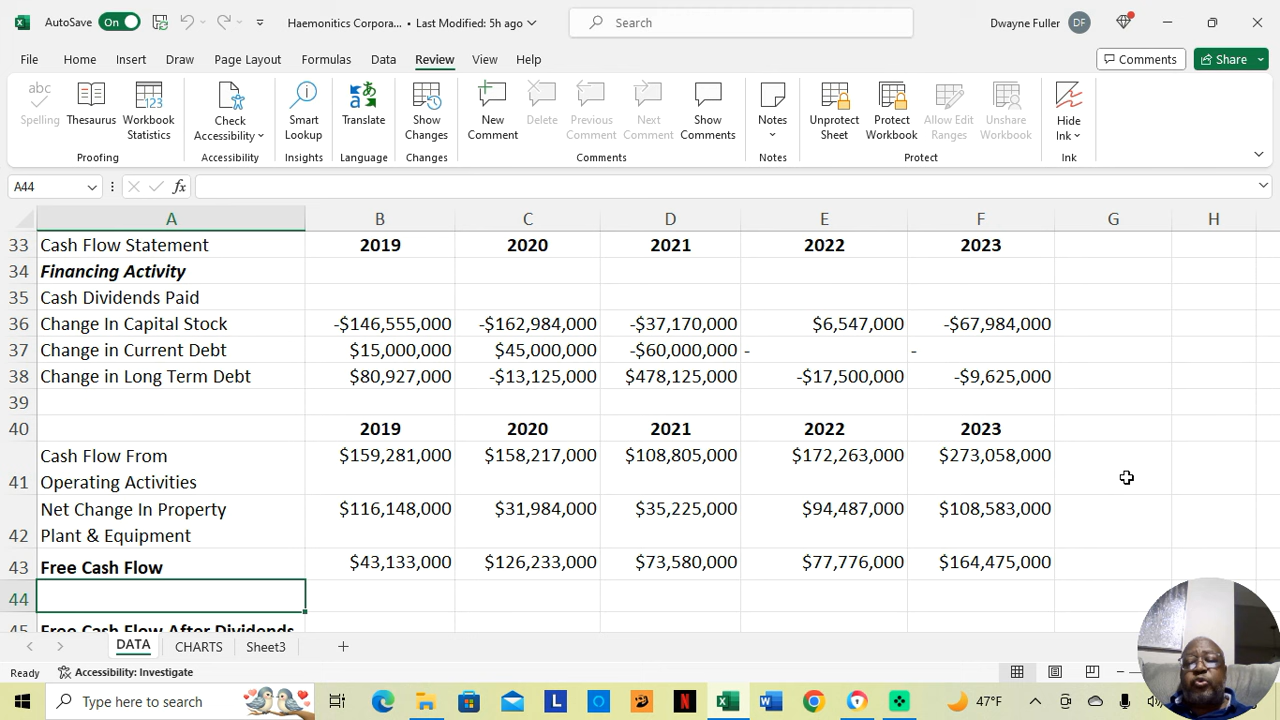 AutoSave On Haemonitics Corpora... • Last Modified: 5h ago Search Dwayne Fuller DF
File Home Insert Draw Page Layout Formulas Data Review View Help Comments Share
abc
Spelling Thesaurus Workbook Statistics Check Accessibility Smart Lookup Translate Show Changes New Comment Delete Previous Comment Next Comment Show Comments Notes Unprotect Sheet Protect Workbook Allow Edit Ranges Unshare Workbook Hide Ink
Proofing Accessibility Insights Language Changes Comments Notes Protect Ink
A44 fx
A B C D E F G H
33 Cash Flow Statement 2019 2020 2021 2022 2023
34 Financing Activity
35 Cash Dividends Paid
36 Change In Capital Stock -$146,555,000 -$162,984,000 -$37,170,000 $6,547,000 -$67,984,000
37 Change in Current Debt $15,000,000 $45,000,000 -$60,000,000 - -
38 Change in Long Term Debt $80,927,000 -$13,125,000 $478,125,000 -$17,500,000 -$9,625,000
39
40 2019 2020 2021 2022 2023
Cash Flow From $159,281,000 $158,217,000 $108,805,000 $172,263,000 $273,058,000
41 Operating Activities
Net Change In Property $116,148,000 $31,984,000 $35,225,000 $94,487,000 $108,583,000
42 Plant & Equipment
43 Free Cash Flow $43,133,000 $126,233,000 $73,580,000 $77,776,000 $164,475,000
44
45 Free Cash Flow After Dividends
DATA CHARTS Sheet3
Ready Accessibility: Investigate
Type here to search 47°F